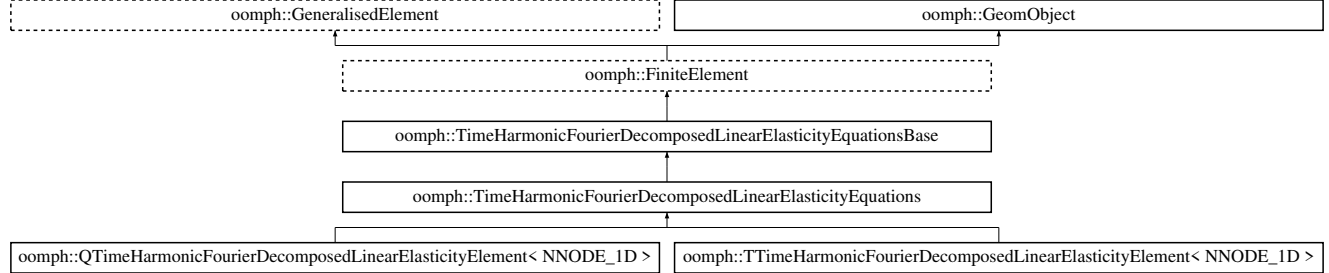 oomph::GeneralisedElement oomph::GeomObject
oomph::FiniteElement
oomph::TimeHarmonicFourierDecomposedLinearElasticityEquationsBase
oomph::TimeHarmonicFourierDecomposedLinearElasticityEquations
oomph::QTimeHarmonicFourierDecomposedLinearElasticityElement< NNODE_1D > oomph::TTimeHarmonicFourierDecomposedLinearElasticityElement< NNODE_1D >